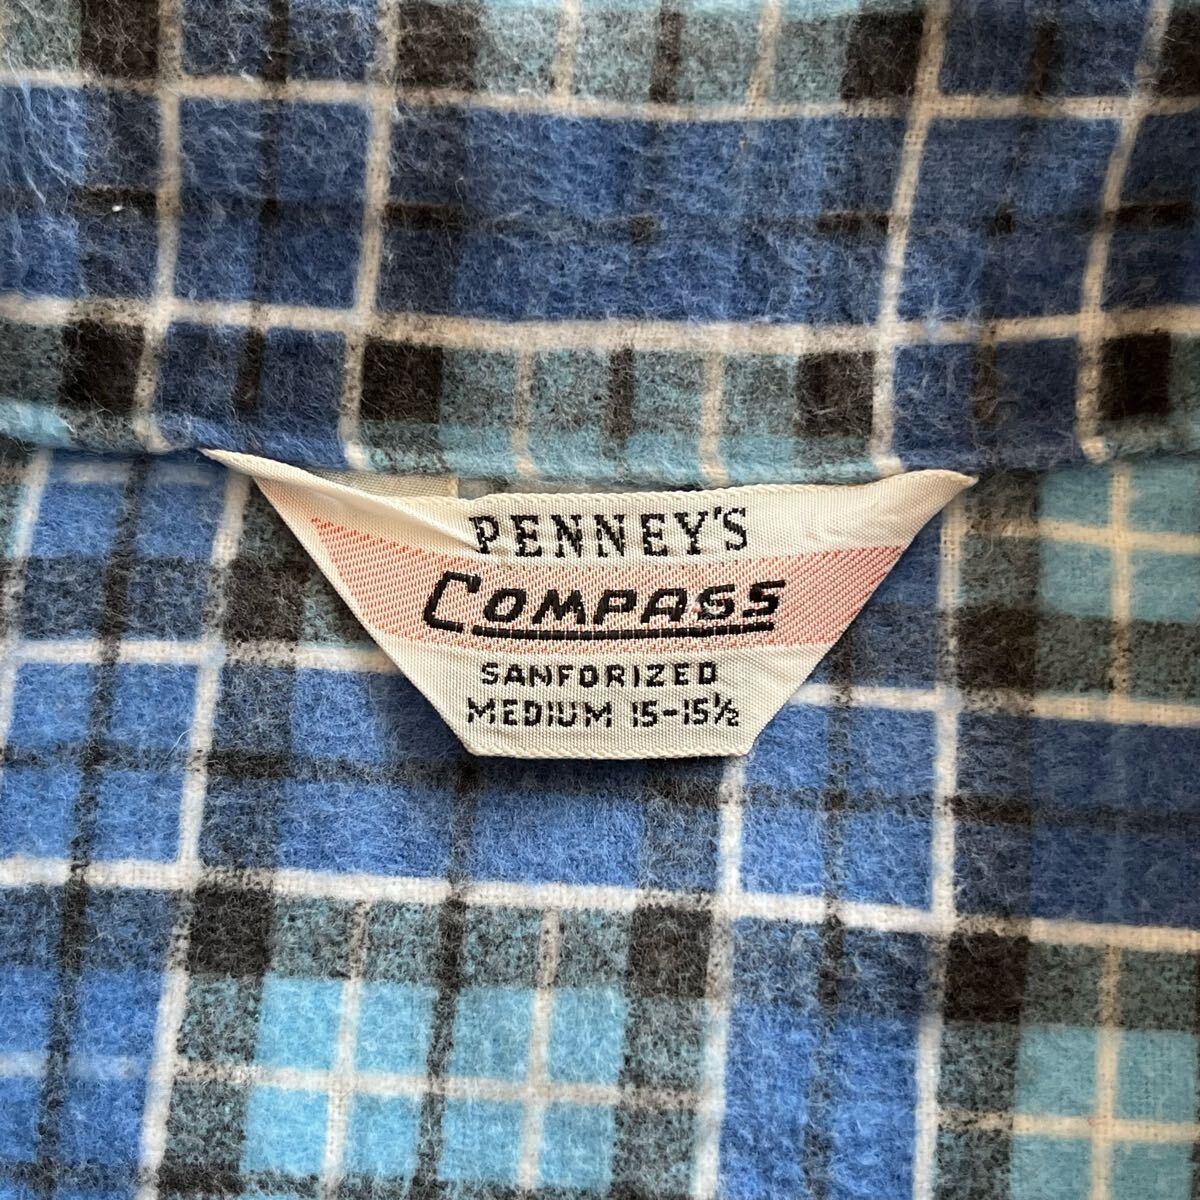 PENNEY'S
COMPASS
SANFORIZED
MEDIUM 15-15½